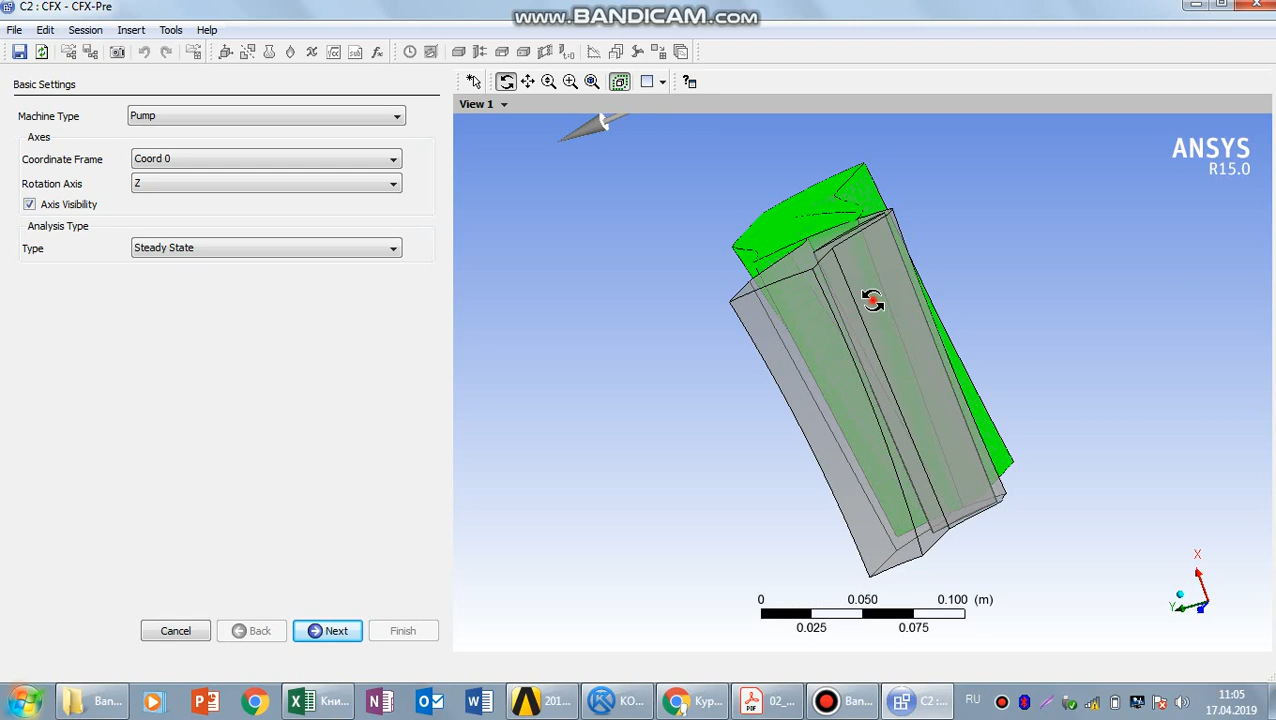 C2 : CFX - CFX-Pre
www.BANDICAM.com
File Edit Session Insert Tools Help
Basic Settings
View 1
Machine Type Pump
Axes
Coordinate Frame Coord 0
Rotation Axis Z
Axis Visibility
Analysis Type
Type Steady State
ANSYS
R15.0
X
Y
0 0.050 0.100 (m)
0.025 0.075
Cancel Back Next Finish
Ban... Кни... 201... КО... Кур... 02_... Ban... C2 :... RU 11:05
17.04.2019